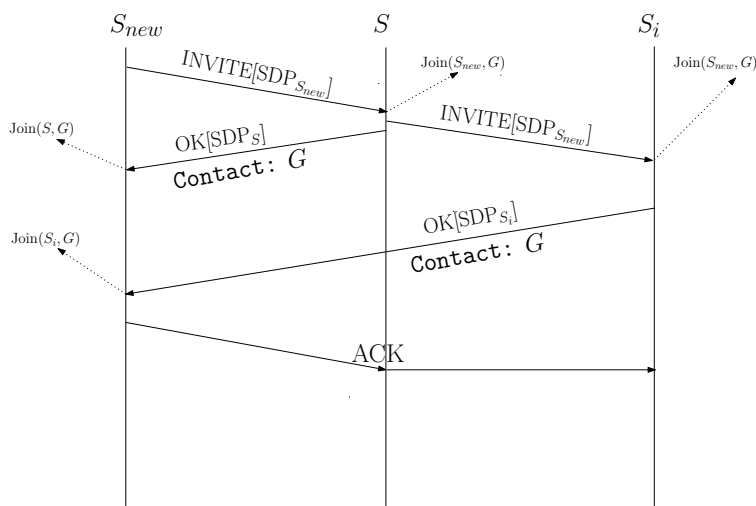 S_new S S_i
INVITE[SDP_S_new]
Join(S_new, G)
Join(S_new, G)
INVITE[SDP_S_new]
Join(S, G)
OK[SDP_S]
Contact: G
OK[SDP_S_i]
Join(S_i, G)
Contact: G
ACK